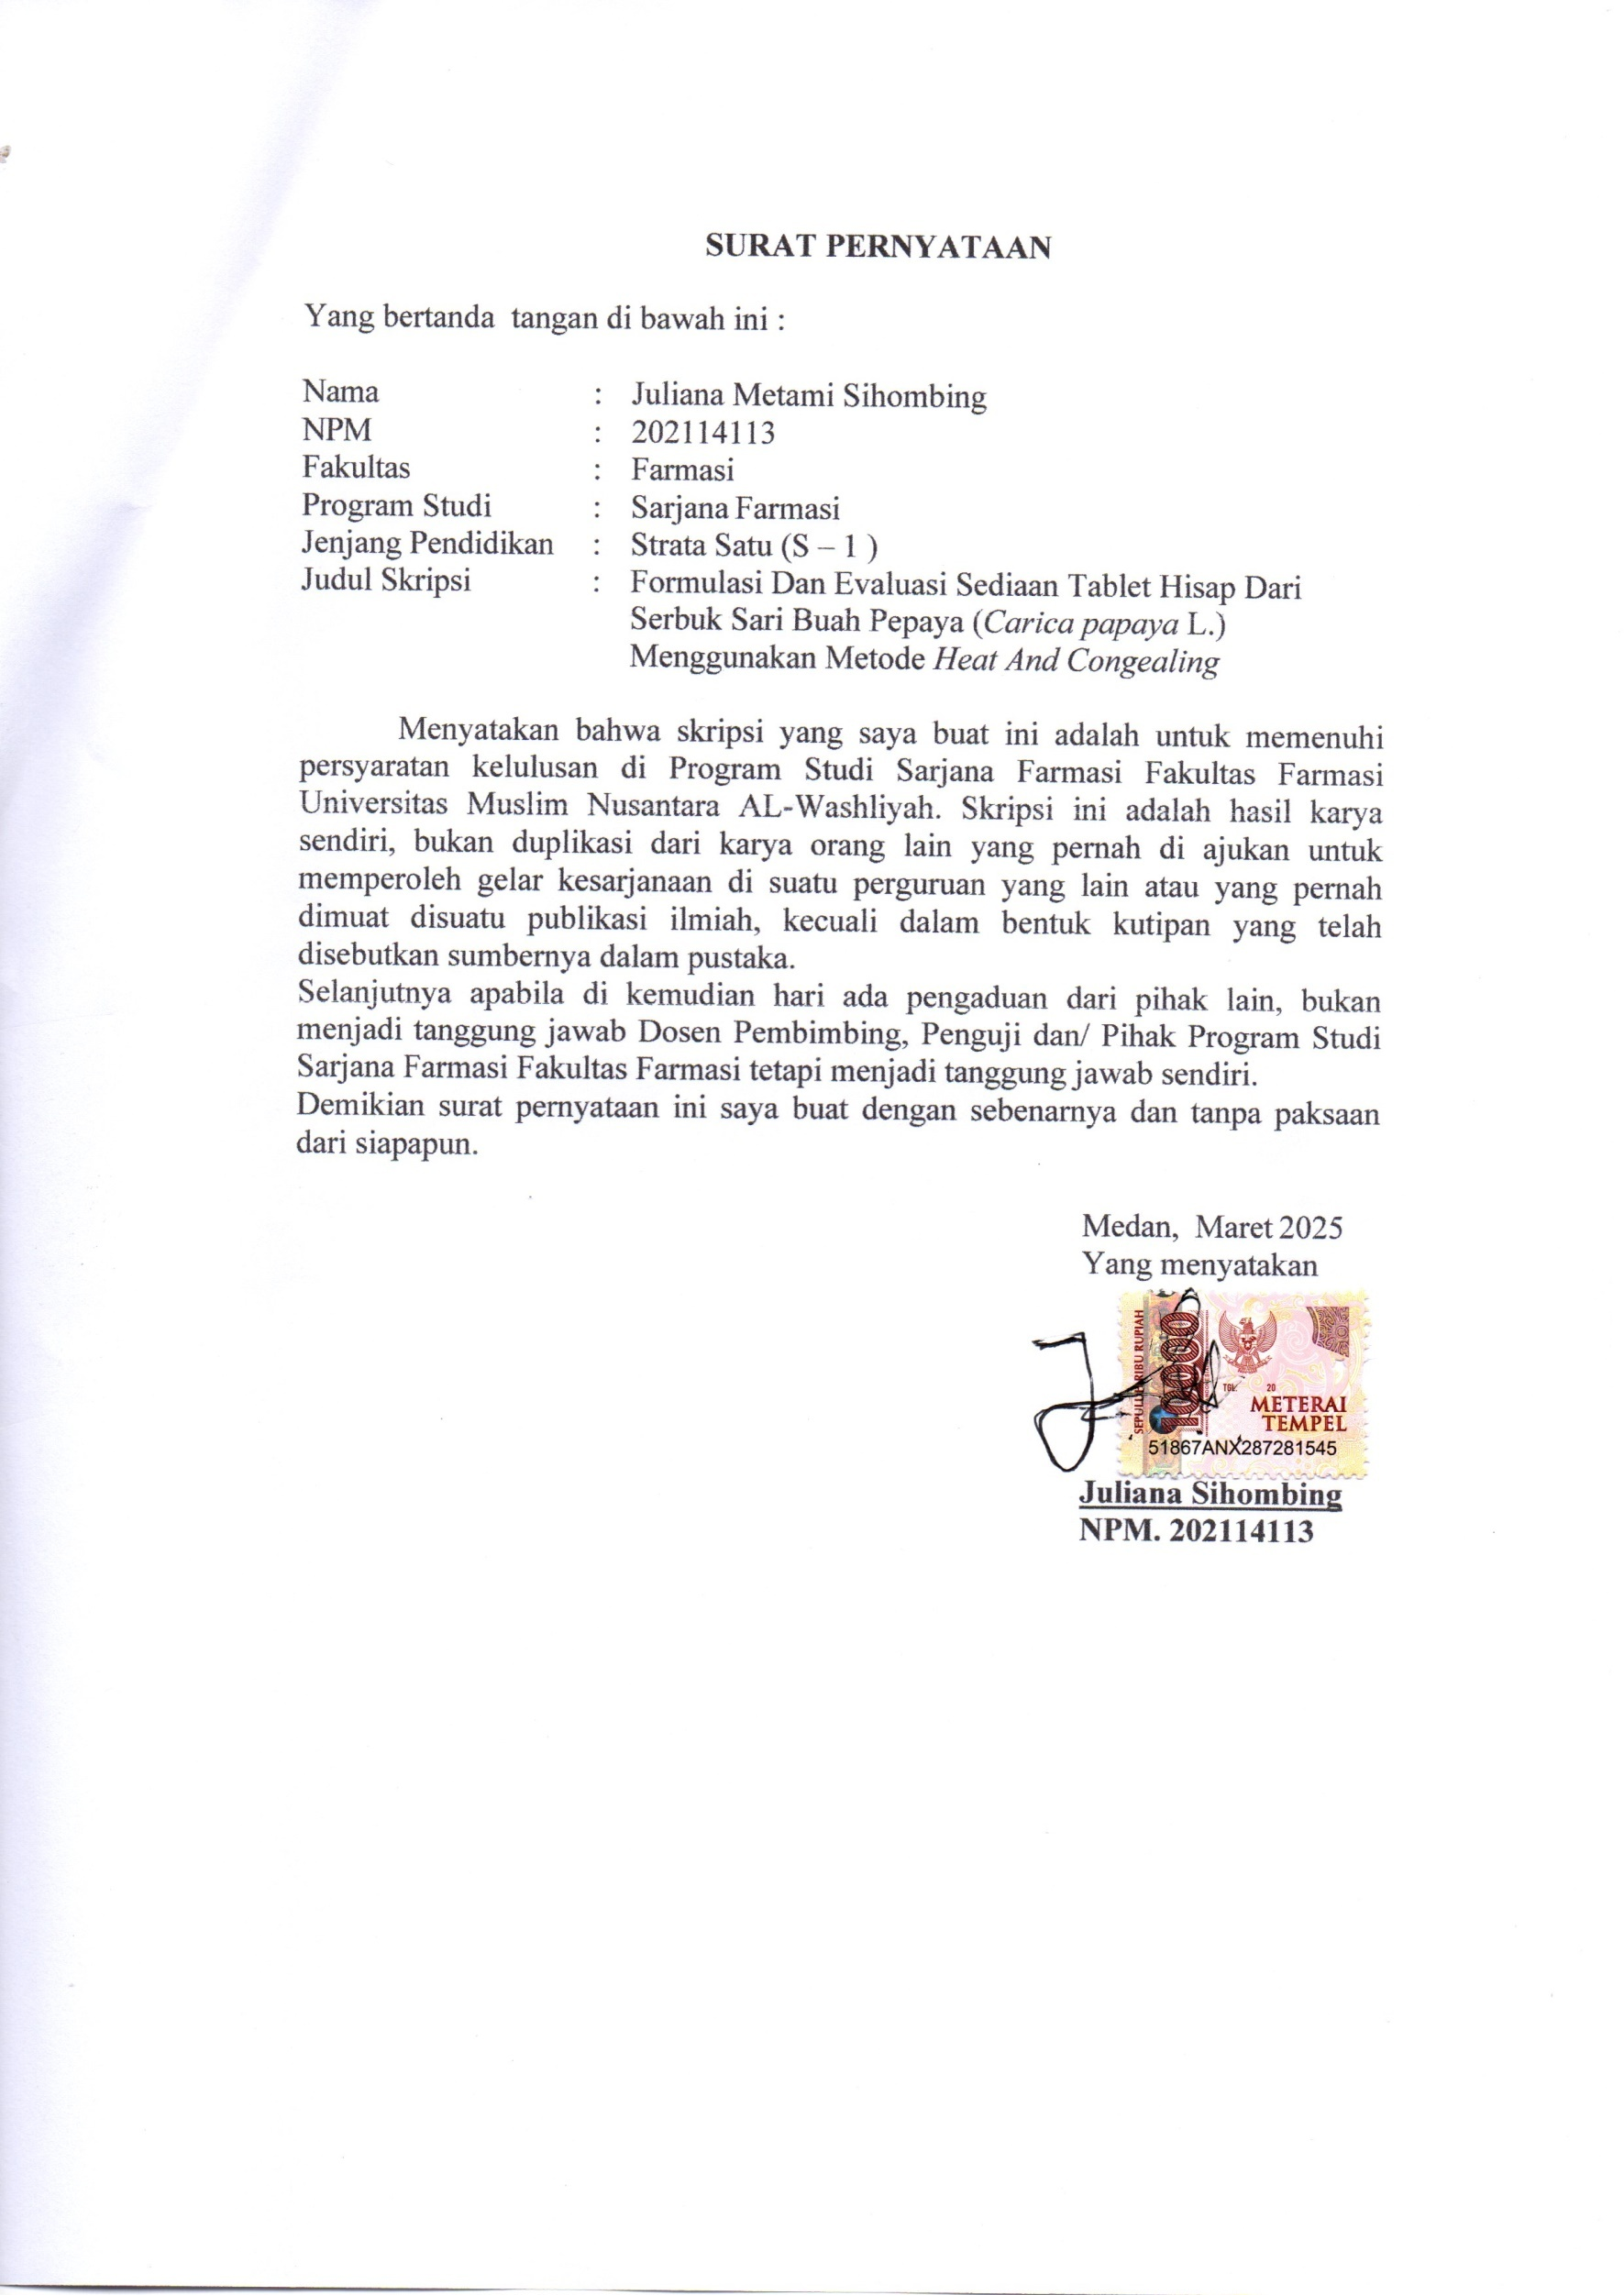 SURAT PERNYATAAN
Yang bertanda tangan di bawah ini :
Nama : Juliana Metami Sihombing
NPM : 202114113
Fakultas : Farmasi
Program Studi : Sarjana Farmasi
Jenjang Pendidikan : Strata Satu (S – 1 )
Judul Skripsi : Formulasi Dan Evaluasi Sediaan Tablet Hisap Dari
Serbuk Sari Buah Pepaya (Carica papaya L.)
Menggunakan Metode Heat And Congealing
Menyatakan bahwa skripsi yang saya buat ini adalah untuk memenuhi
persyaratan kelulusan di Program Studi Sarjana Farmasi Fakultas Farmasi
Universitas Muslim Nusantara AL-Washliyah. Skripsi ini adalah hasil karya
sendiri, bukan duplikasi dari karya orang lain yang pernah di ajukan untuk
memperoleh gelar kesarjanaan di suatu perguruan yang lain atau yang pernah
dimuat disuatu publikasi ilmiah, kecuali dalam bentuk kutipan yang telah
disebutkan sumbernya dalam pustaka.
Selanjutnya apabila di kemudian hari ada pengaduan dari pihak lain, bukan
menjadi tanggung jawab Dosen Pembimbing, Penguji dan/ Pihak Program Studi
Sarjana Farmasi Fakultas Farmasi tetapi menjadi tanggung jawab sendiri.
Demikian surat pernyataan ini saya buat dengan sebenarnya dan tanpa paksaan
dari siapapun.
Medan, Maret 2025
Yang menyatakan
RIBU RUPIAH
10000
TGL. 20
METERAI
TEMPEL
51867ANX287281545
Juliana Sihombing
NPM. 202114113